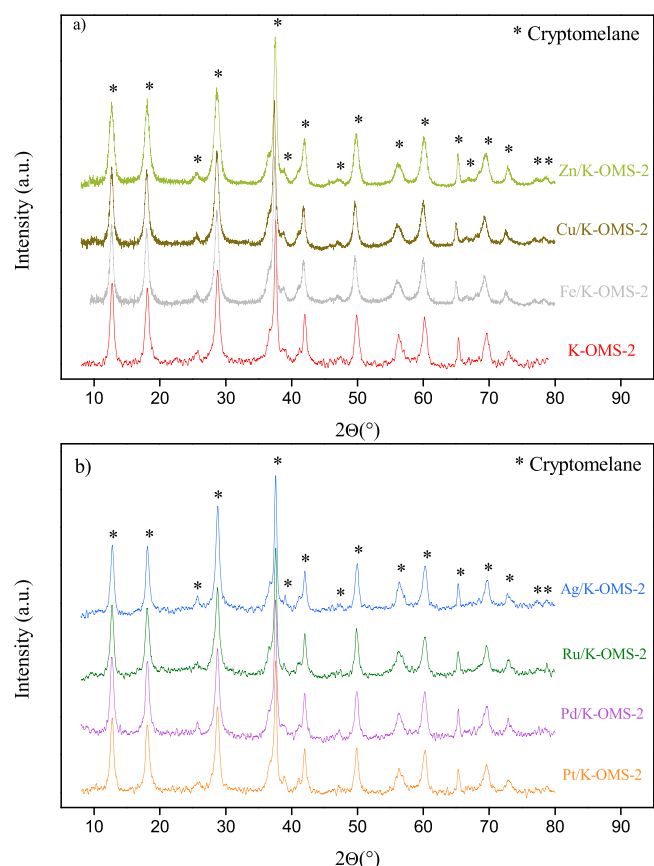 a)
* Cryptomelane
* * * * * * * * * * * * * * * **
Zn/K-OMS-2
Cu/K-OMS-2
Fe/K-OMS-2
K-OMS-2
Intensity (a.u.)
10 20 30 40 50 60 70 80 90
2Θ(°)
b)
* Cryptomelane
* * * * * * * * * * * * * * **
Ag/K-OMS-2
Ru/K-OMS-2
Pd/K-OMS-2
Pt/K-OMS-2
Intensity (a.u.)
10 20 30 40 50 60 70 80 90
2Θ(°)